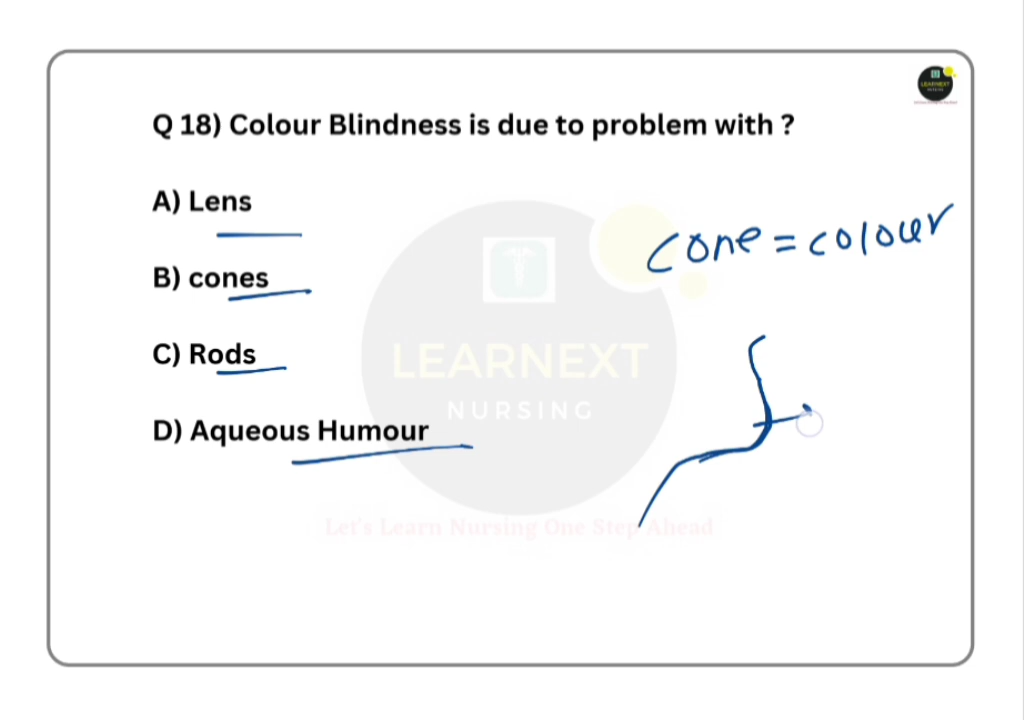 LEARNEXT
Q 18) Colour Blindness is due to problem with ?
A) Lens
cone = colour
B) cones
C) Rods
LEARNEXT
NURSING
D) Aqueous Humour
Let's Learn Nursing One Step Ahead